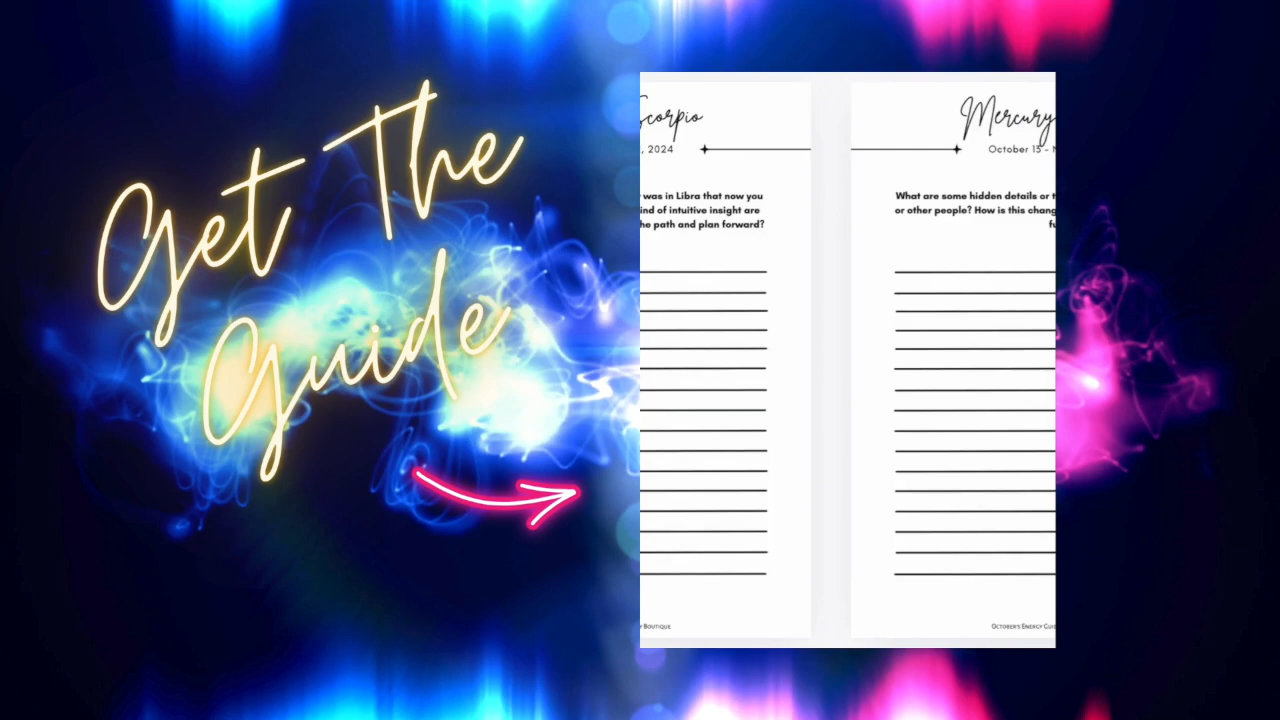 Get The
Guide
Scorpio
, 2024
was in Libra that now you
ind of intuitive insight are
he path and plan forward?
Boutique
Mercury
October 13 -
What are some hidden details or
or other people? How is this chang
fu
October's Energy Gui